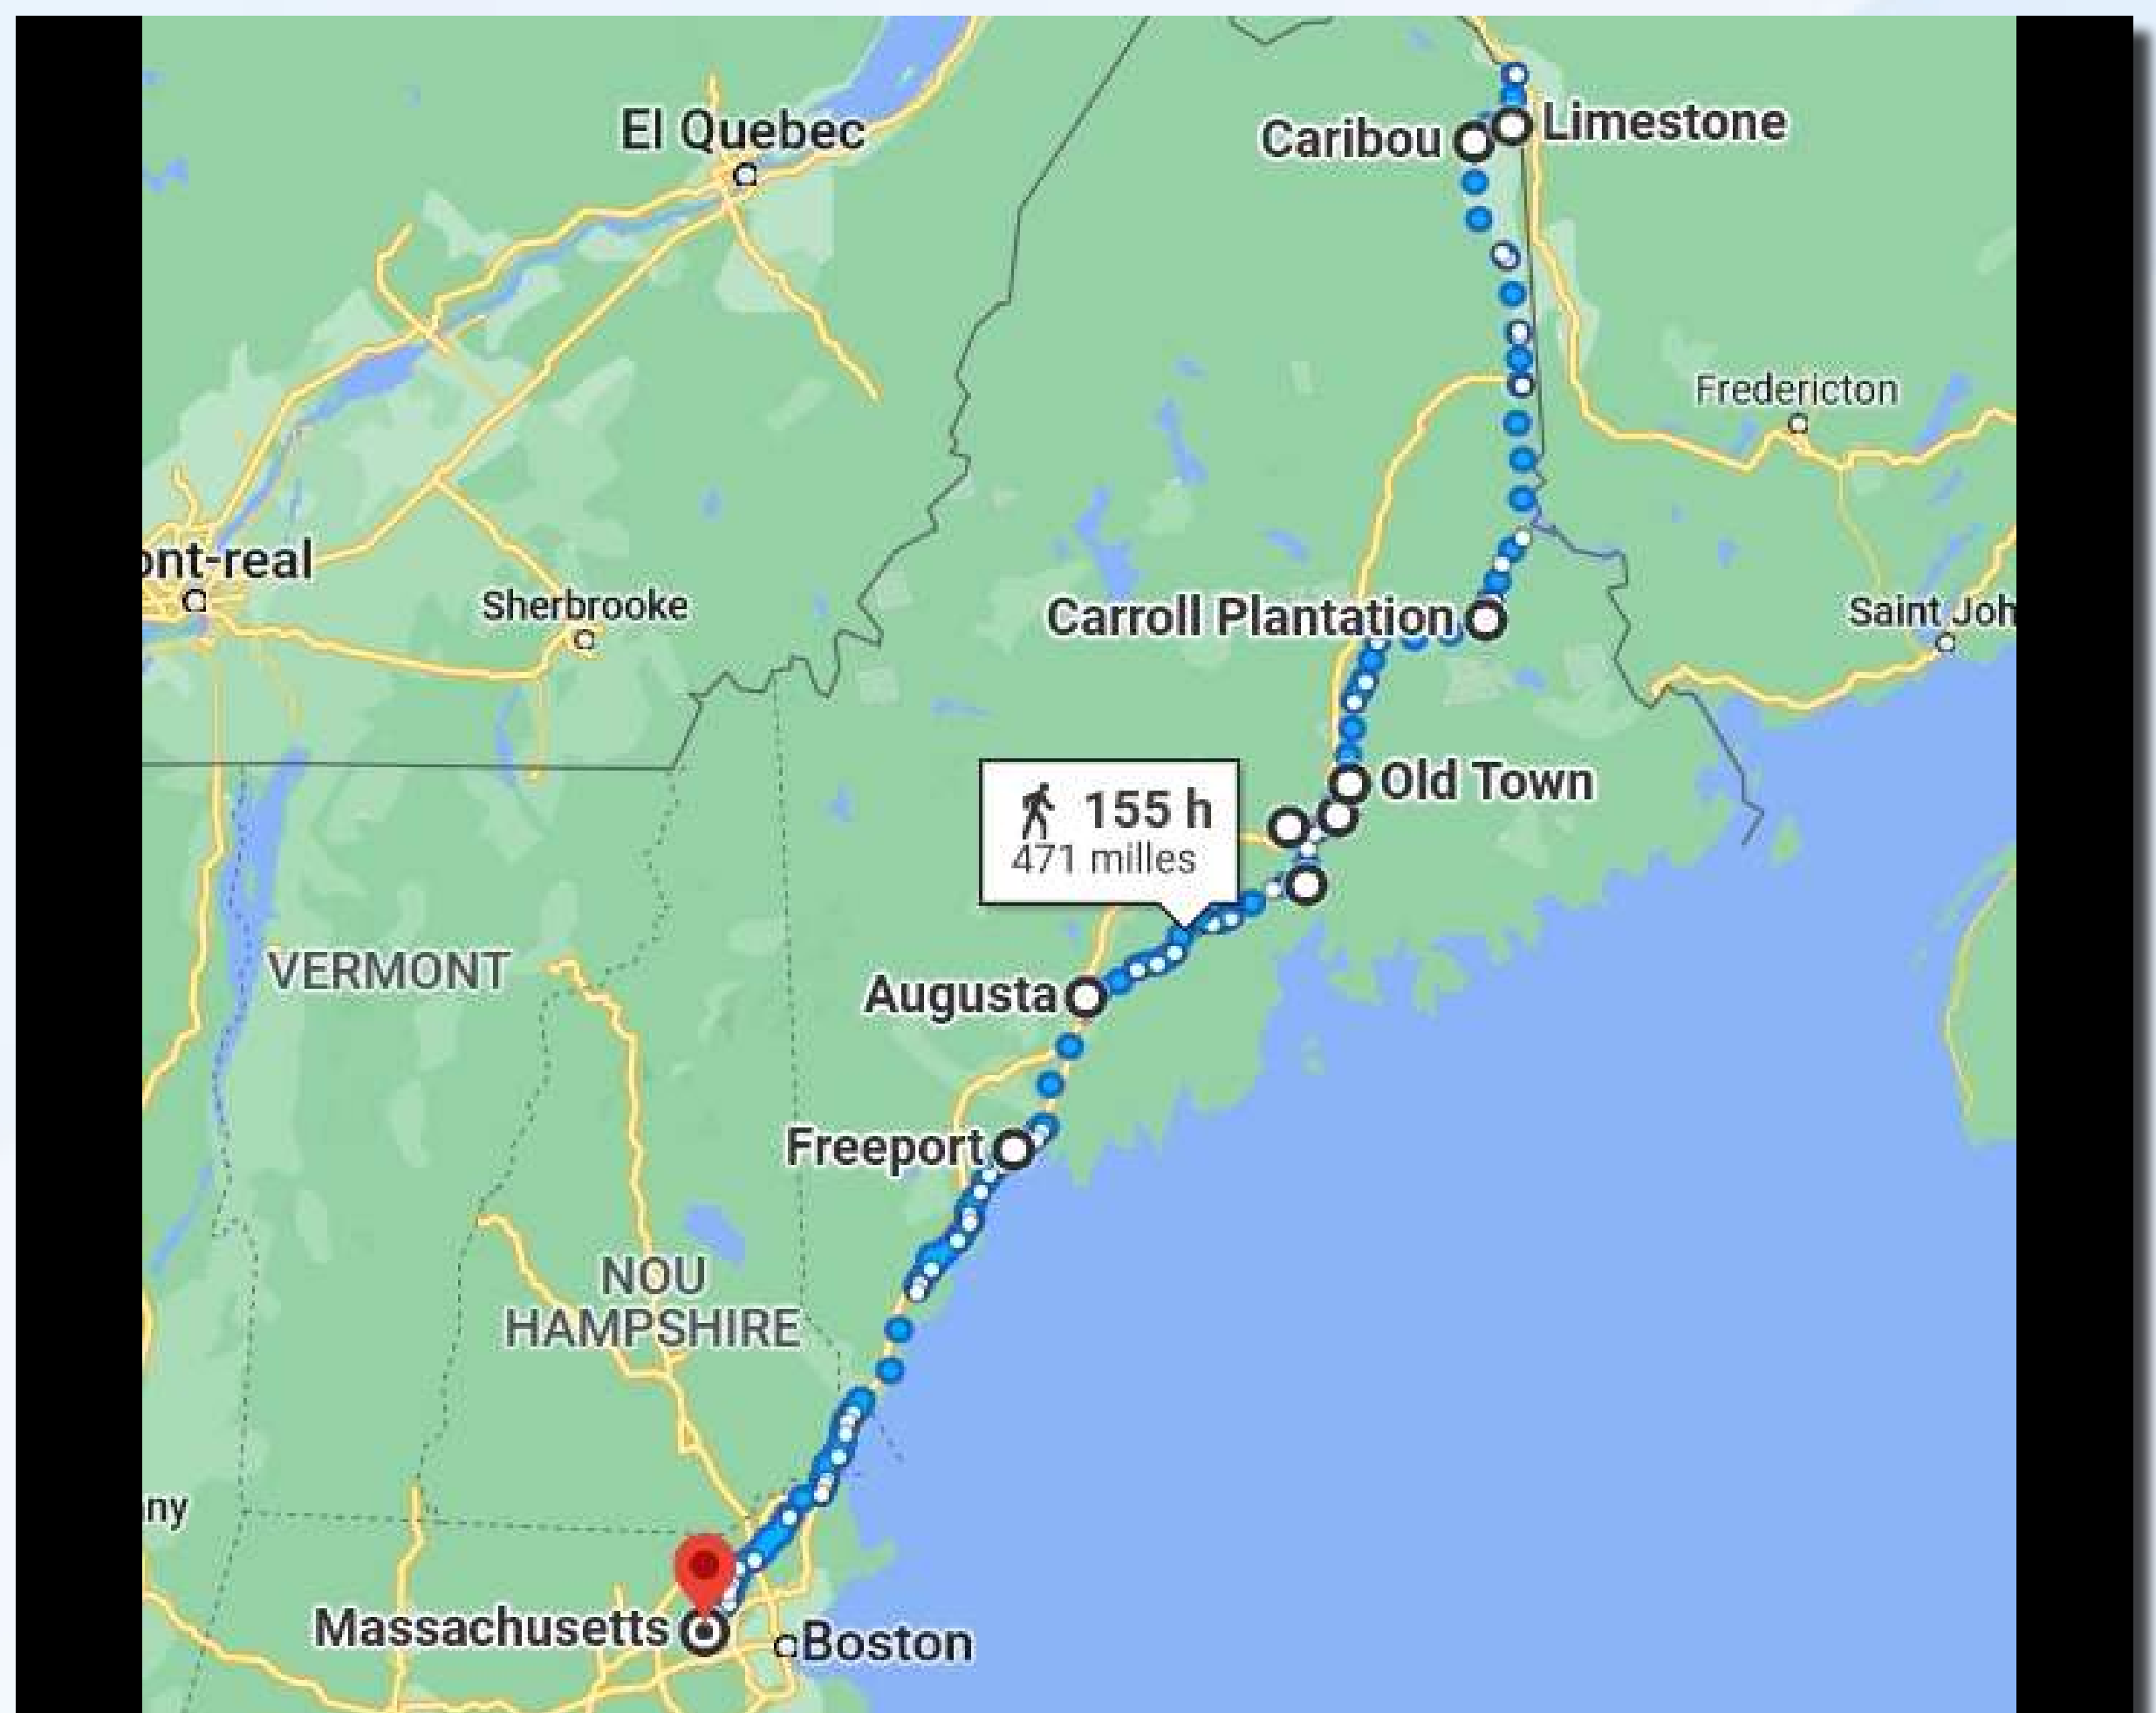 El Quebec
Caribou
Limestone
Fredericton
ont-real
Sherbrooke
Carroll Plantation
Saint Joh
Old Town
155 h
471 milles
VERMONT
Augusta
Freeport
NOU
HAMPSHIRE
ny
Massachusetts
Boston